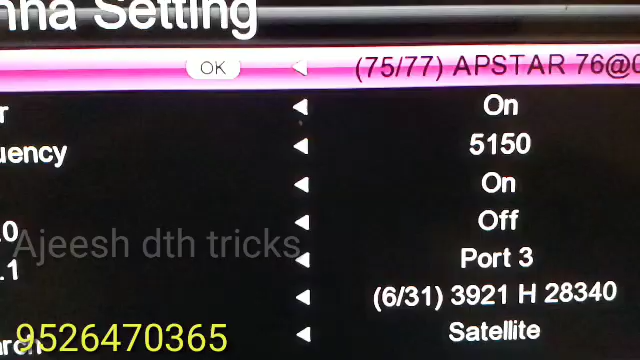 nna Setting
OK (75/77) APSTAR 76@0
r On
uency 5150
On
.0 Off
Ajeesh dth tricks
.1 Port 3
(6/31) 3921 H 28340
arch Satellite
9526470365